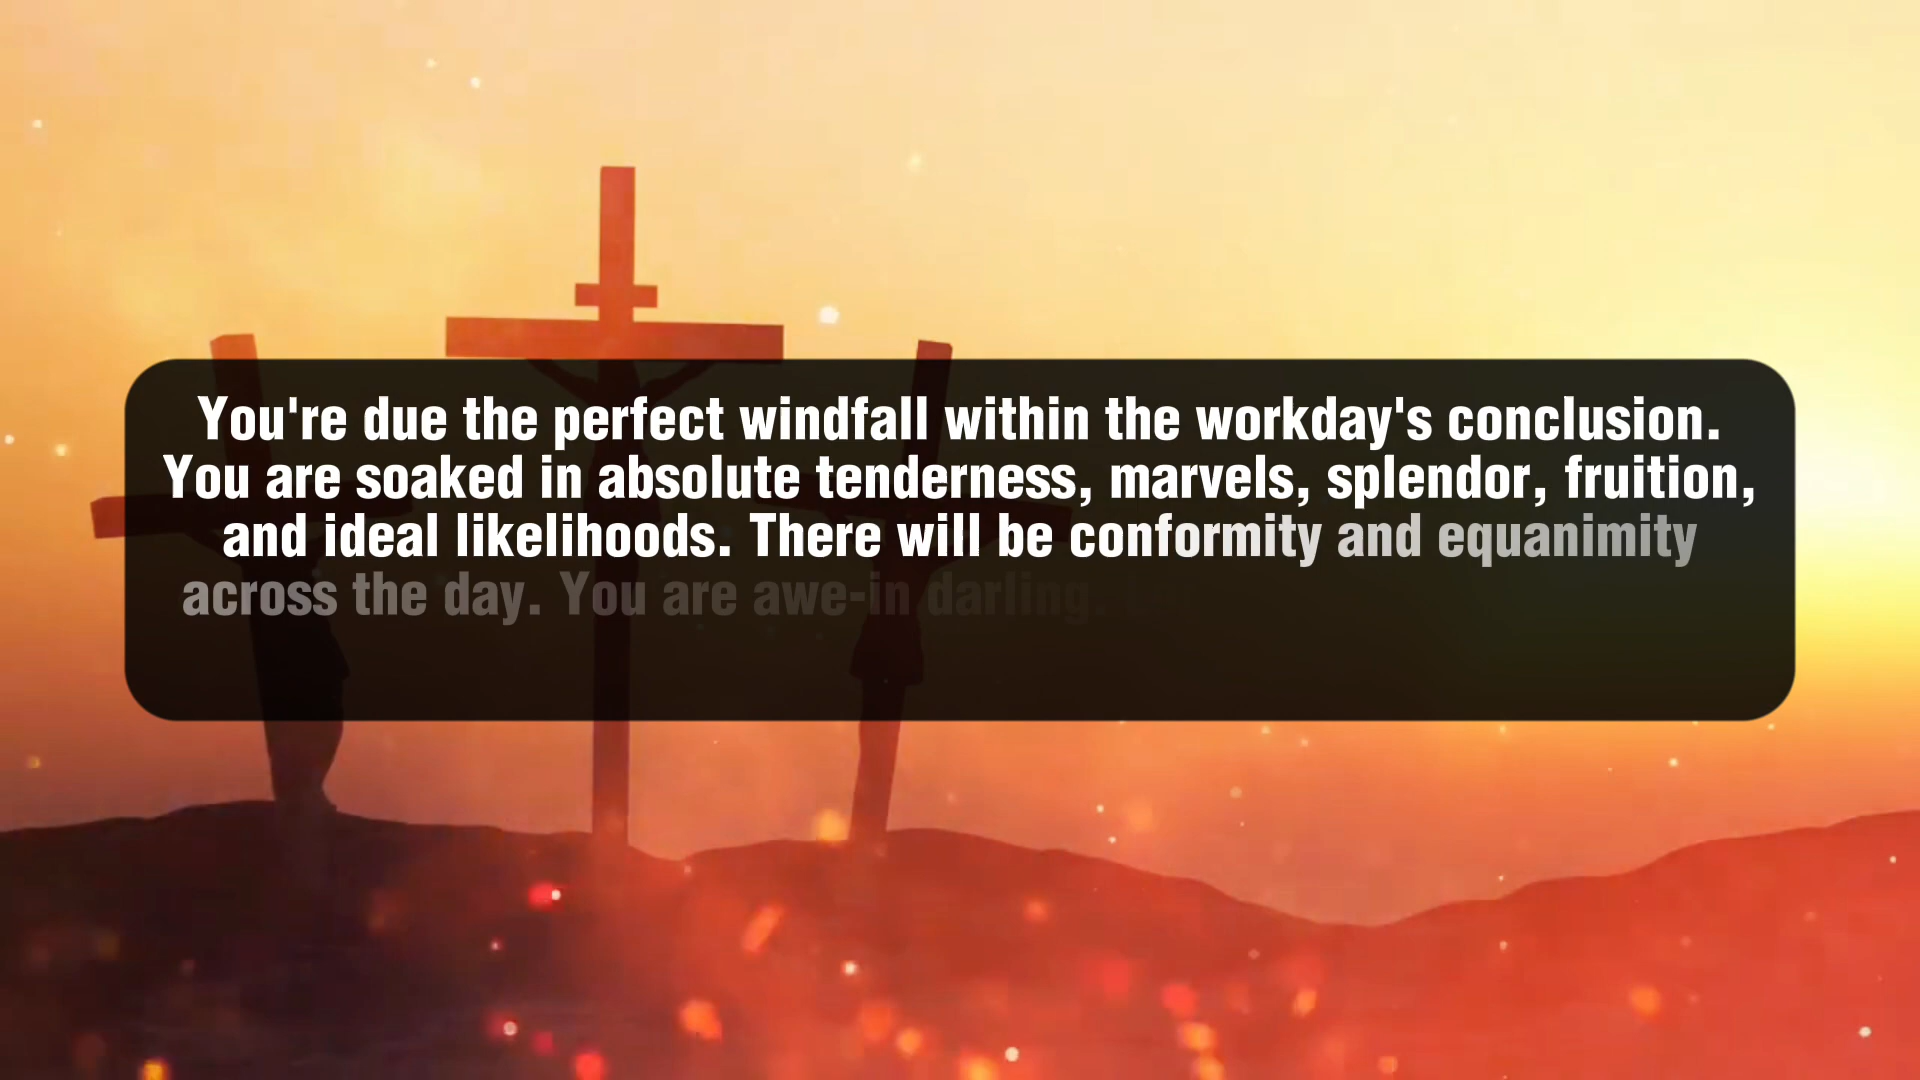 You're due the perfect windfall within the workday's conclusion.
You are soaked in absolute tenderness, marvels, splendor, fruition,
and ideal likelihoods. There will be conformity and equanimity
across the day. You are awe-in darling.